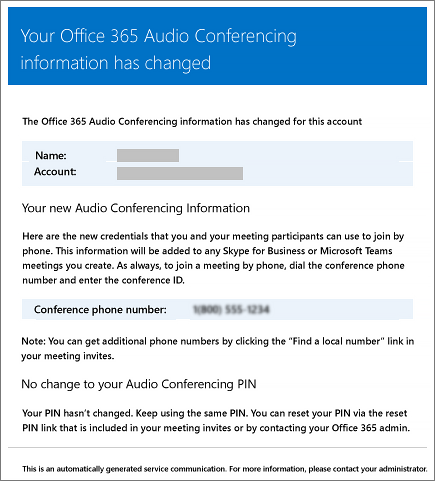 Your Office 365 Audio Conferencing
information has changed
The Office 365 Audio Conferencing information has changed for this account
Name:
Account:
Your new Audio Conferencing Information
Here are the new credentials that you and your meeting participants can use to join by
phone. This information will be added to any Skype for Business or Microsoft Teams
meetings you create. As always, to join a meeting by phone, dial the conference phone
number and enter the conference ID.
Conference phone number: 1(800) 555-1234
Note: You can get additional phone numbers by clicking the “Find a local number” link in
your meeting invites.
No change to your Audio Conferencing PIN
Your PIN hasn’t changed. Keep using the same PIN. You can reset your PIN via the reset
PIN link that is included in your meeting invites or by contacting your Office 365 admin.
This is an automatically generated service communication. For more information, please contact your administrator.